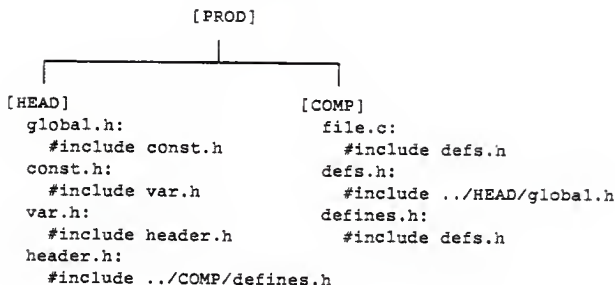 [PROD]
[HEAD]
global.h:
#include const.h
const.h:
#include var.h
var.h:
#include header.h
header.h:
#include ../COMP/defines.h
[COMP]
file.c:
#include defs.h
defs.h:
#include ../HEAD/global.h
defines.h:
#include defs.h